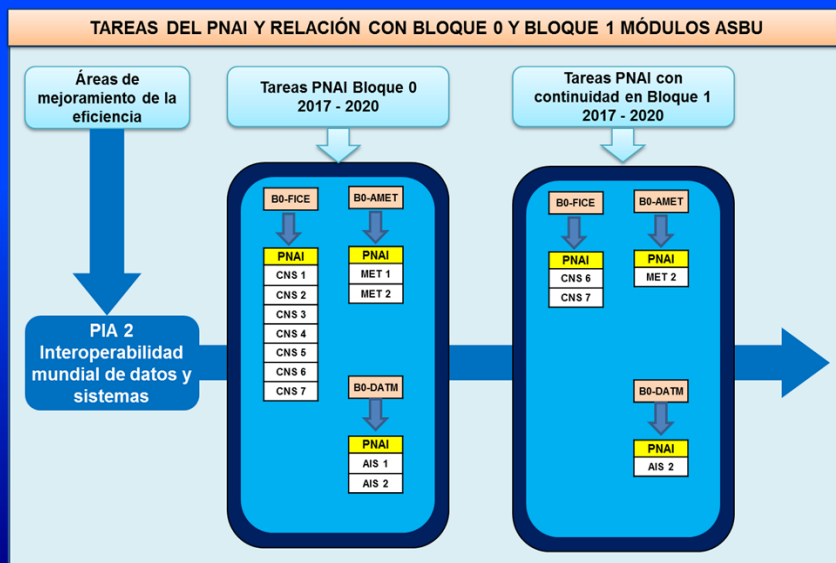 TAREAS DEL PNAI Y RELACIÓN CON BLOQUE 0 Y BLOQUE 1 MÓDULOS ASBU
Áreas de
mejoramiento de la
eficiencia
Tareas PNAI Bloque 0
2017 - 2020
Tareas PNAI con
continuidad en Bloque 1
2017 - 2020
PIA 2
Interoperabilidad
mundial de datos y
sistemas
B0-FICE
PNAI
CNS 1
CNS 2
CNS 3
CNS 4
CNS 5
CNS 6
CNS 7
B0-AMET
PNAI
MET 1
MET 2
B0-DATM
PNAI
AIS 1
AIS 2
B0-FICE
PNAI
CNS 6
CNS 7
B0-AMET
PNAI
MET 2
B0-DATM
PNAI
AIS 2